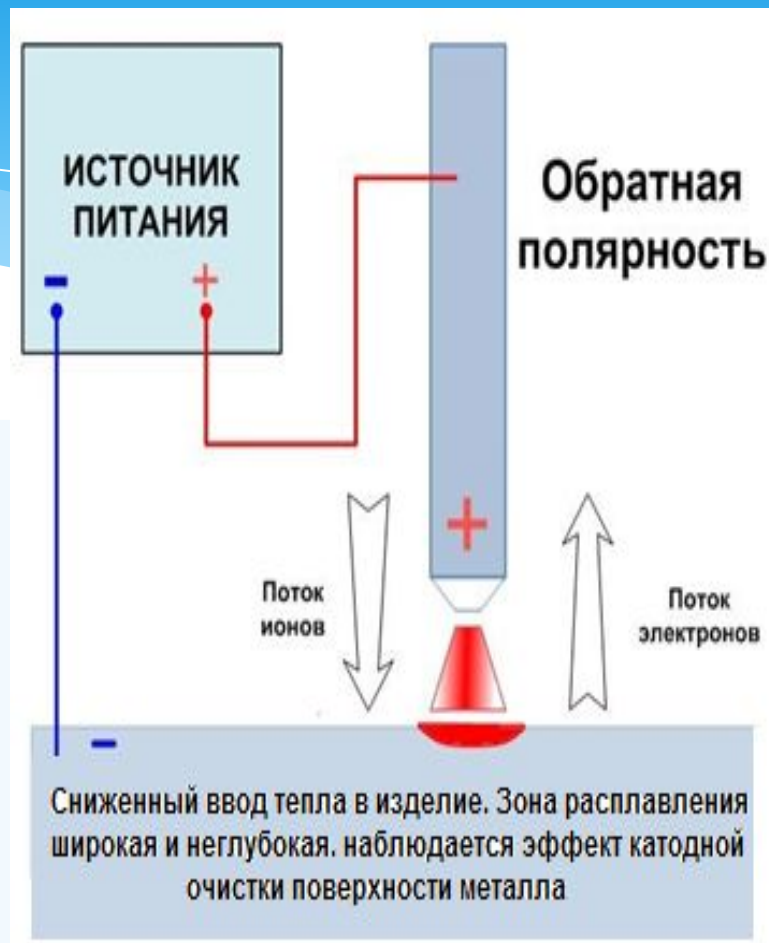 ИСТОЧНИК
ПИТАНИЯ
- +
Обратная
полярность
+
Поток
ионов
Поток
электронов
-
Сниженный ввод тепла в изделие. Зона расплавления
широкая и неглубокая. наблюдается эффект катодной
очистки поверхности металла